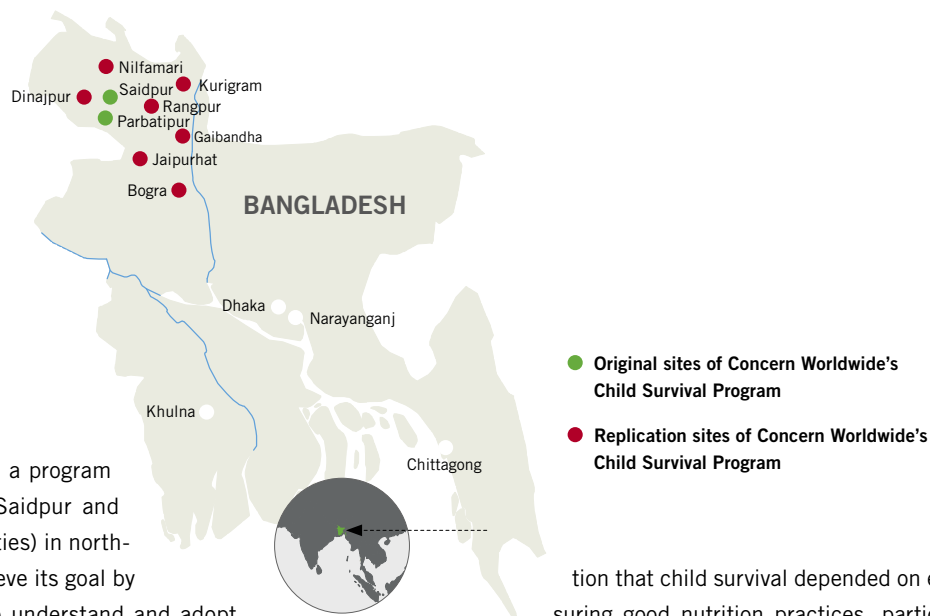 Nilfamari
Kurigram
Saidpur
Dinajpur
Rangpur
Parbatipur
Gaibandha
Jaipurhat
Bogra
BANGLADESH
Dhaka
Narayanganj
Khulna
Chittagong
Original sites of Concern Worldwide’s
Child Survival Program
Replication sites of Concern Worldwide’s
Child Survival Program
a program
Saidpur and
ties) in north-
eve its goal by
understand and adopt
tion that child survival depended on e
suring good nutrition practices, partic